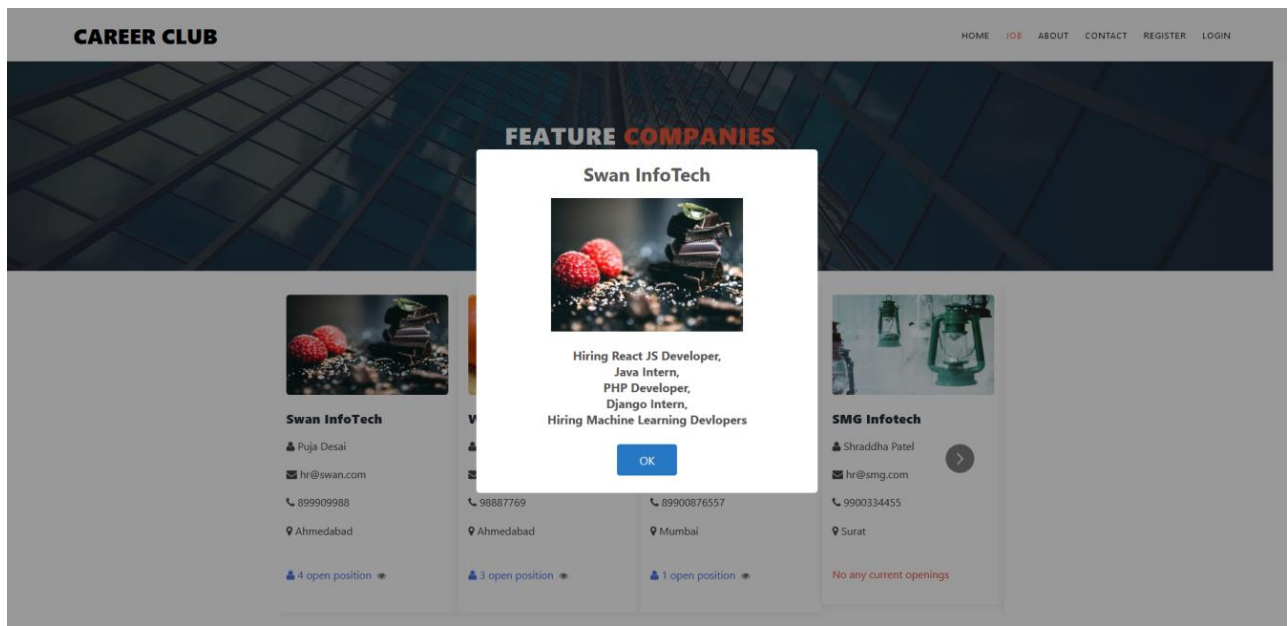 CAREER CLUB
HOME JOB ABOUT CONTACT REGISTER LOGIN
FEATURE COMPANIES
Swan InfoTech
Hiring React JS Developer,
Java Intern,
PHP Developer,
Django Intern,
Hiring Machine Learning Devlopers
OK
Swan InfoTech
Puja Desai
hr@swan.com
899909988
Ahmedabad
4 open position
98887769
Ahmedabad
3 open position
89900876557
Mumbai
1 open position
SMG Infotech
Shraddha Patel
hr@smg.com
9900334455
Surat
No any current openings